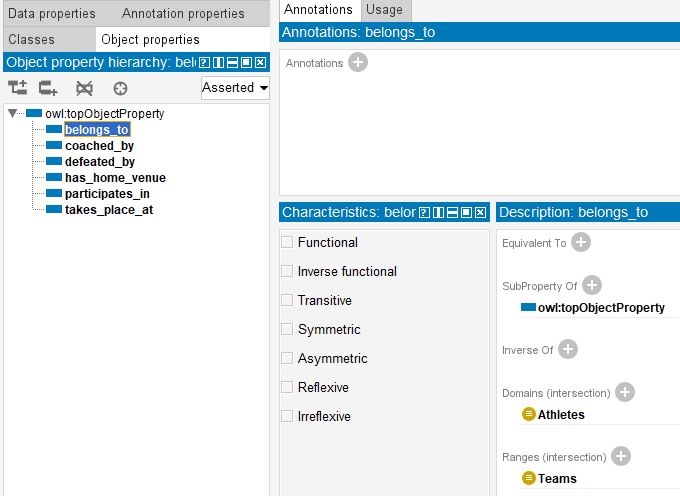 Data properties
Annotation properties
Classes
Object properties
Object property hierarchy: belo
Asserted
owl:topObjectProperty
belongs_to
coached_by
defeated_by
has_home_venue
participates_in
takes_place_at
Annotations
Usage
Annotations: belongs_to
Annotations
Characteristics: belor
Functional
Inverse functional
Transitive
Symmetric
Asymmetric
Reflexive
Irreflexive
Description: belongs_to
Equivalent To
SubProperty Of
owl:topObjectProperty
Inverse Of
Domains (intersection)
Athletes
Ranges (intersection)
Teams